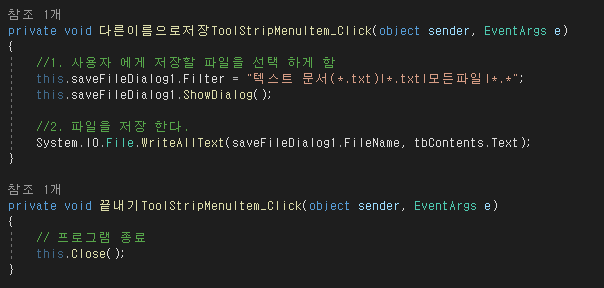 참조 1개
private void 다른이름으로저장ToolStripMenuItem_Click(object sender, EventArgs e)
{
//1. 사용자 에게 저장할 파일을 선택 하게 함
this.saveFileDialog1.Filter = "텍스트 문서(*.txt)|*.txt|모든파일|*.*";
this.saveFileDialog1.ShowDialog();
//2. 파일을 저장 한다.
System.IO.File.WriteAllText(saveFileDialog1.FileName, tbContents.Text);
}
참조 1개
private void 끝내기ToolStripMenuItem_Click(object sender, EventArgs e)
{
// 프로그램 종료
this.Close();
}